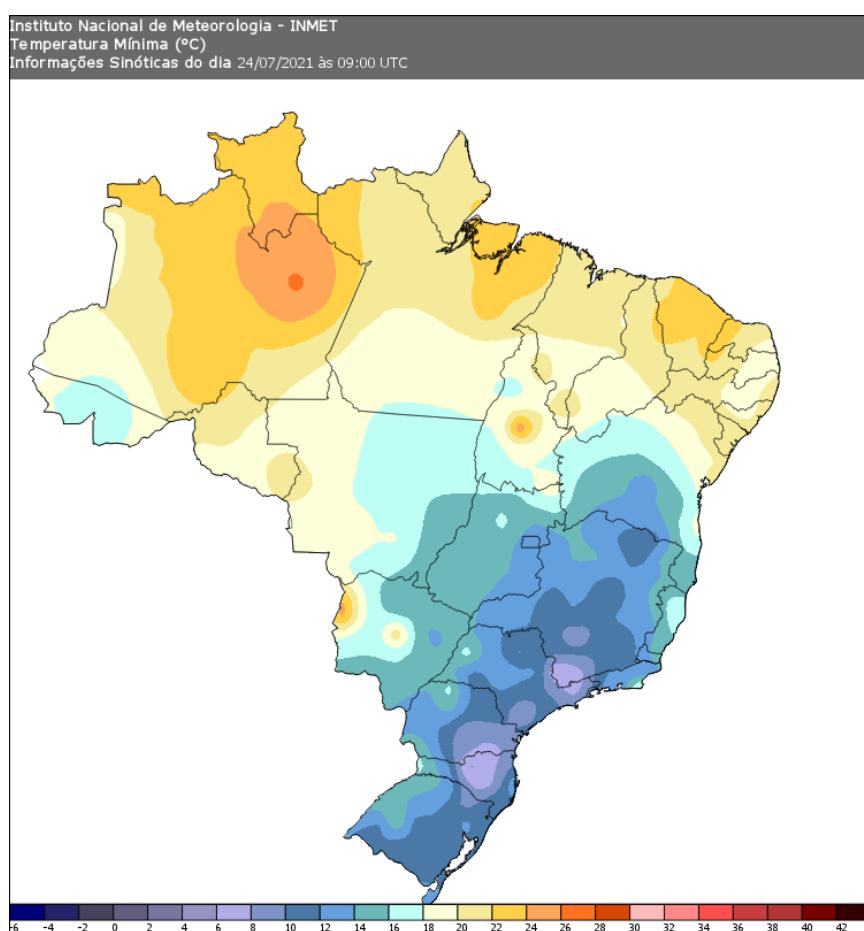 Instituto Nacional de Meteorologia - INMET
Temperatura Mínima (°C)
Informações Sinóticas do dia 24/07/2021 às 09:00 UTC
-6 -4 -2 0 2 4 6 8 10 12 14 16 18 20 22 24 26 28 30 32 34 36 38 40 42